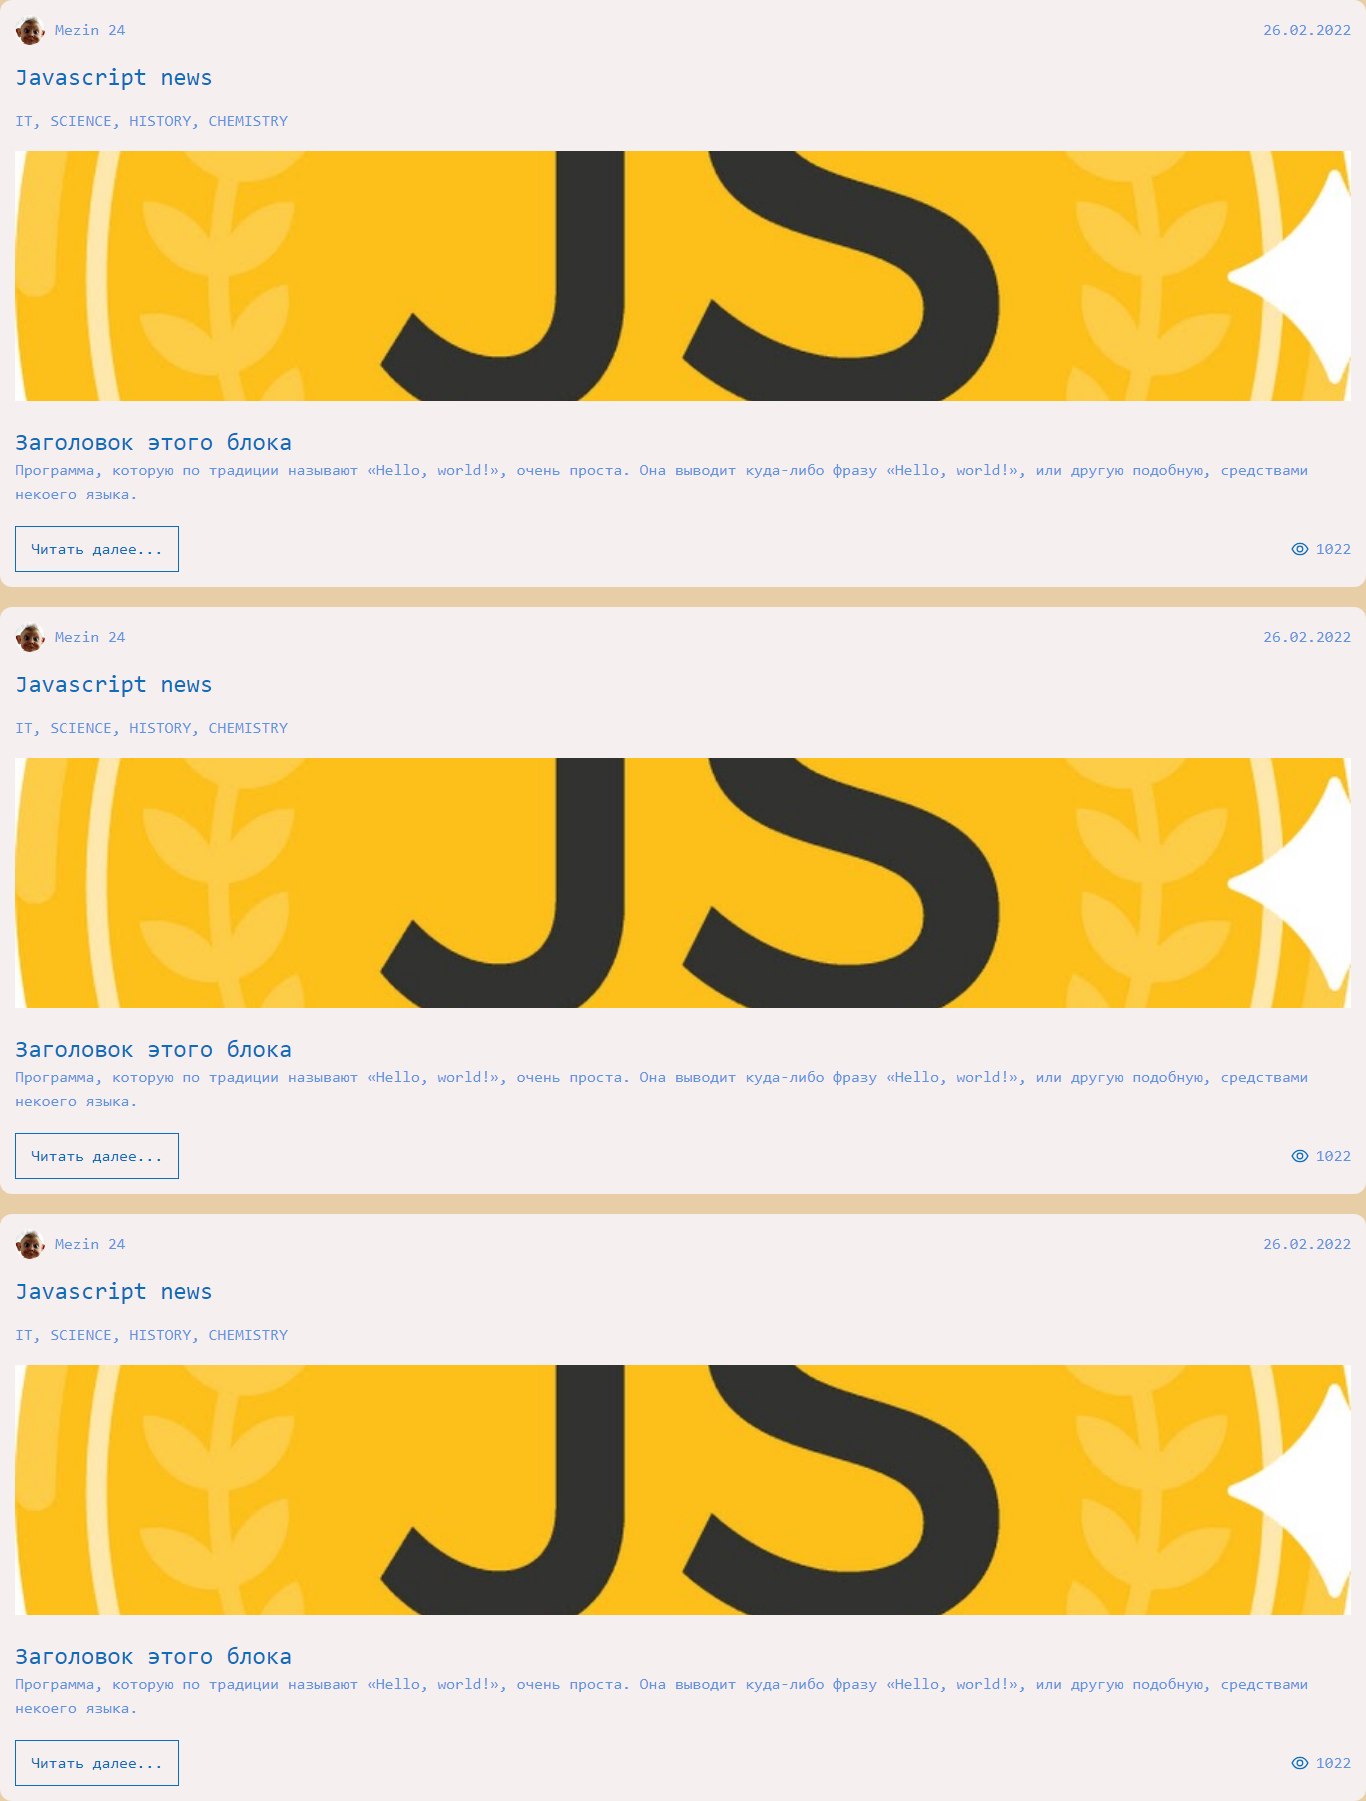 Mezin 24 26.02.2022
Javascript news
IT, SCIENCE, HISTORY, CHEMISTRY
JS
Заголовок этого блока
Программа, которую по традиции называют «Hello, world!», очень проста. Она выводит куда-либо фразу «Hello, world!», или другую подобную, средствами
некоего языка.
Читать далее... 1022
Mezin 24 26.02.2022
Javascript news
IT, SCIENCE, HISTORY, CHEMISTRY
JS
Заголовок этого блока
Программа, которую по традиции называют «Hello, world!», очень проста. Она выводит куда-либо фразу «Hello, world!», или другую подобную, средствами
некоего языка.
Читать далее... 1022
Mezin 24 26.02.2022
Javascript news
IT, SCIENCE, HISTORY, CHEMISTRY
JS
Заголовок этого блока
Программа, которую по традиции называют «Hello, world!», очень проста. Она выводит куда-либо фразу «Hello, world!», или другую подобную, средствами
некоего языка.
Читать далее... 1022